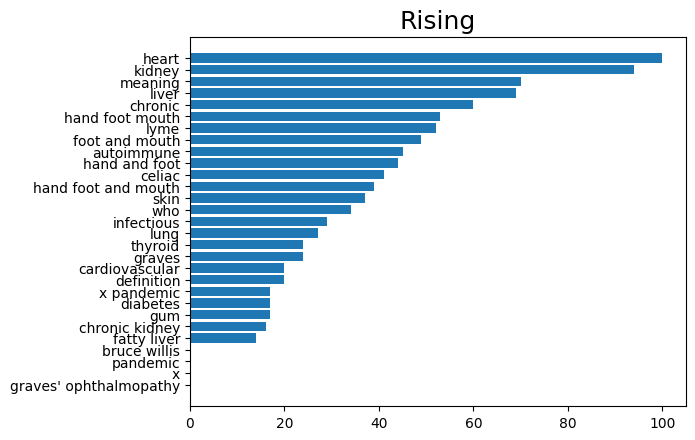 Rising
heart
kidney
meaning
liver
chronic
hand foot mouth
lyme
foot and mouth
autoimmune
hand and foot
celiac
hand foot and mouth
skin
who
infectious
lung
thyroid
graves
cardiovascular
definition
x pandemic
diabetes
gum
chronic kidney
fatty liver
bruce willis
pandemic
x
graves' ophthalmopathy
0 20 40 60 80 100